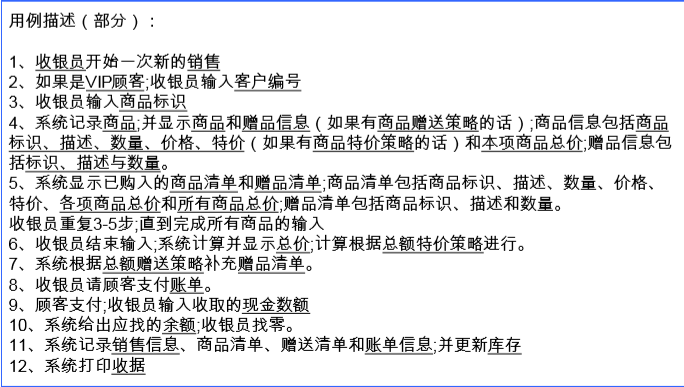 用例描述（部分）：
1、收银员开始一次新的销售
2、如果是VIP顾客;收银员输入客户编号
3、收银员输入商品标识
4、系统记录商品;并显示商品和赠品信息（如果有商品赠送策略的话）;商品信息包括商品
标识、描述、数量、价格、特价（如果有商品特价策略的话）和本项商品总价;赠品信息包
括标识、描述与数量。
5、系统显示已购入的商品清单和赠品清单;商品清单包括商品标识、描述、数量、价格、
特价、各项商品总价和所有商品总价;赠品清单包括商品标识、描述和数量。
收银员重复3-5步;直到完成所有商品的输入
6、收银员结束输入;系统计算并显示总价;计算根据总额特价策略进行。
7、系统根据总额赠送策略补充赠品清单。
8、收银员请顾客支付账单。
9、顾客支付;收银员输入收取的现金数额
10、系统给出应找的余额;收银员找零。
11、系统记录销售信息、商品清单、赠送清单和账单信息;并更新库存
12、系统打印收据